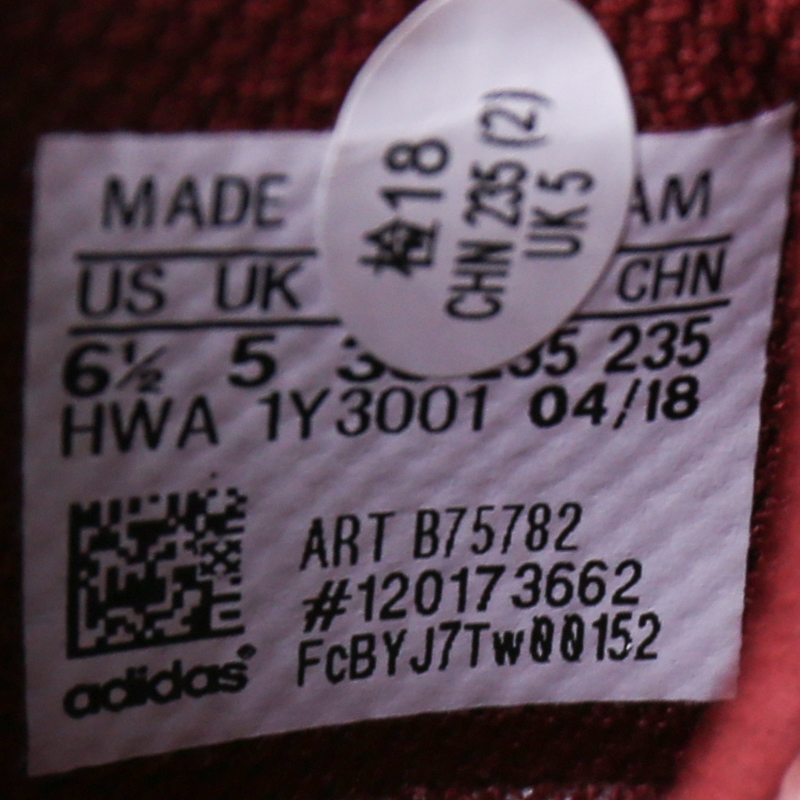 检18
CHN 235 (2)
UK 5
MADE
US UK CHN
6½ 5 235
HWA 1Y3001 04/18
ART B75782
#120173662
FcBYJ7Tw00152
adidas